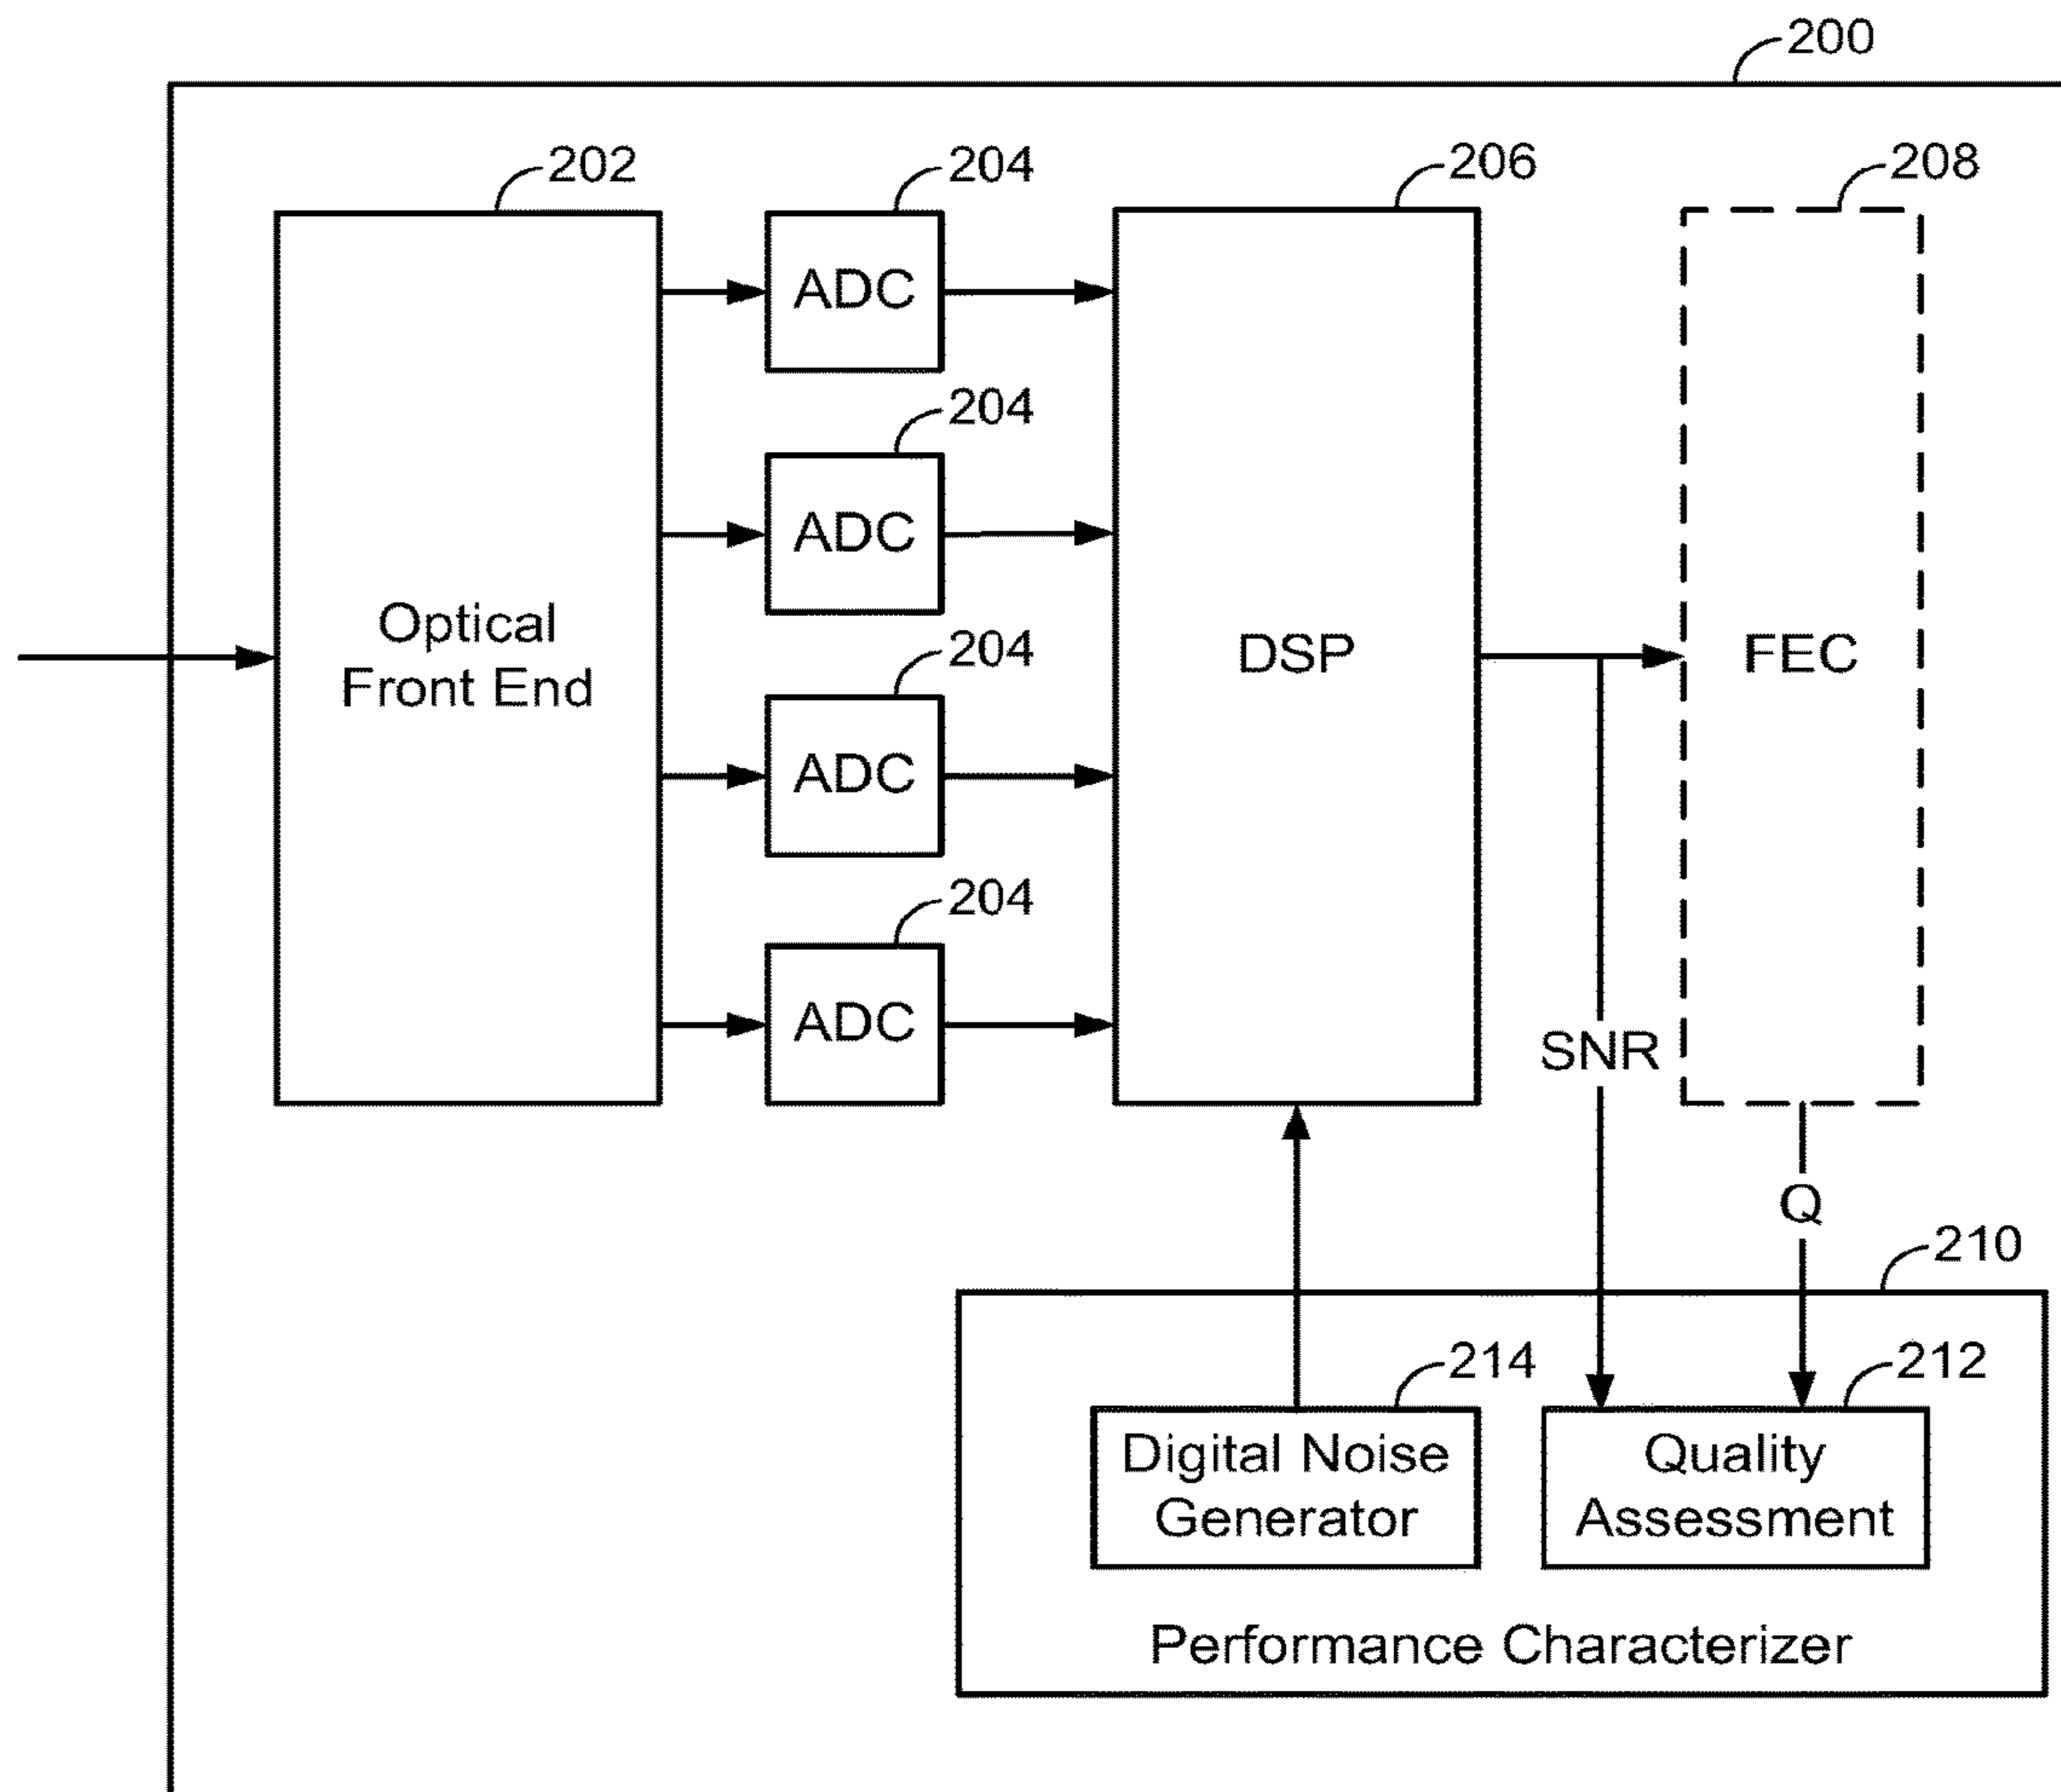 200
202
204
206
208
ADC
204
ADC
Optical
Front End
DSP
FEC
204
ADC
204
ADC
SNR
Q
210
214
212
Digital Noise
Generator
Quality
Assessment
Performance Characterizer